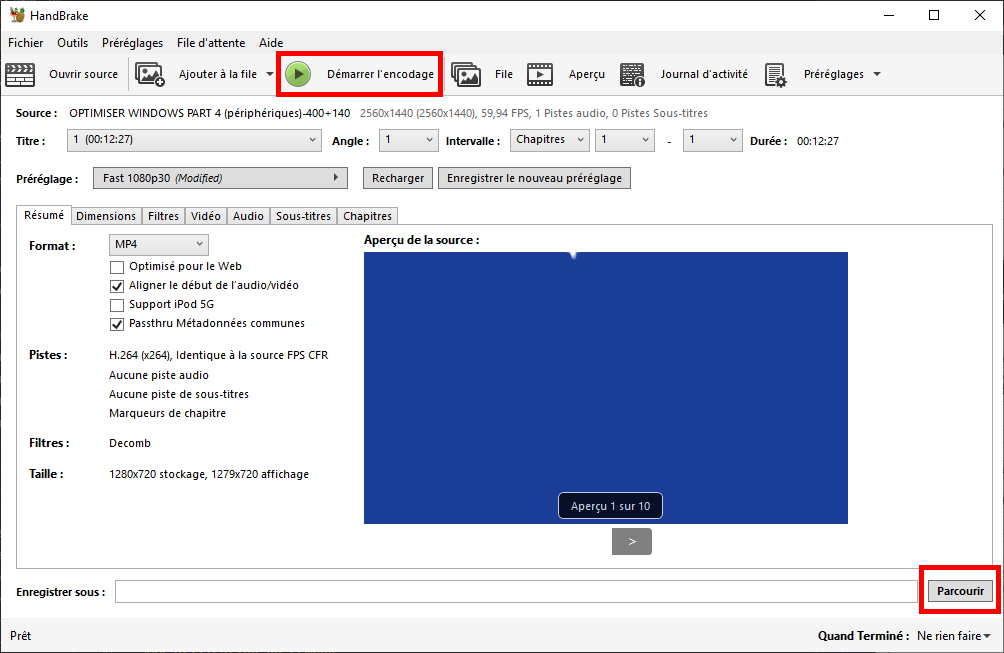 HandBrake
Fichier Outils Préréglages File d'attente Aide
Ouvrir source Ajouter à la file Démarrer l'encodage File Aperçu Journal d'activité Préréglages
Source : OPTIMISER WINDOWS PART 4 (périphériques)-400+140 2560x1440 (2560x1440), 59,94 FPS, 1 Pistes audio, 0 Pistes Sous-titres
Titre : 1 (00:12:27) Angle : 1 Intervalle : Chapitres 1 - 1 Durée : 00:12:27
Préréglage : Fast 1080p30 (Modified) Recharger Enregistrer le nouveau préréglage
Résumé Dimensions Filtres Vidéo Audio Sous-titres Chapitres
Format : MP4 Aperçu de la source :
Optimisé pour le Web
Aligner le début de l'audio/vidéo
Support iPod 5G
Passthru Métadonnées communes
Pistes : H.264 (x264), Identique à la source FPS CFR
Aucune piste audio
Aucune piste de sous-titres
Marqueurs de chapitre
Filtres : Decomb
Taille : 1280x720 stockage, 1279x720 affichage
Aperçu 1 sur 10
>
Enregistrer sous : Parcourir
Prêt Quand Terminé : Ne rien faire